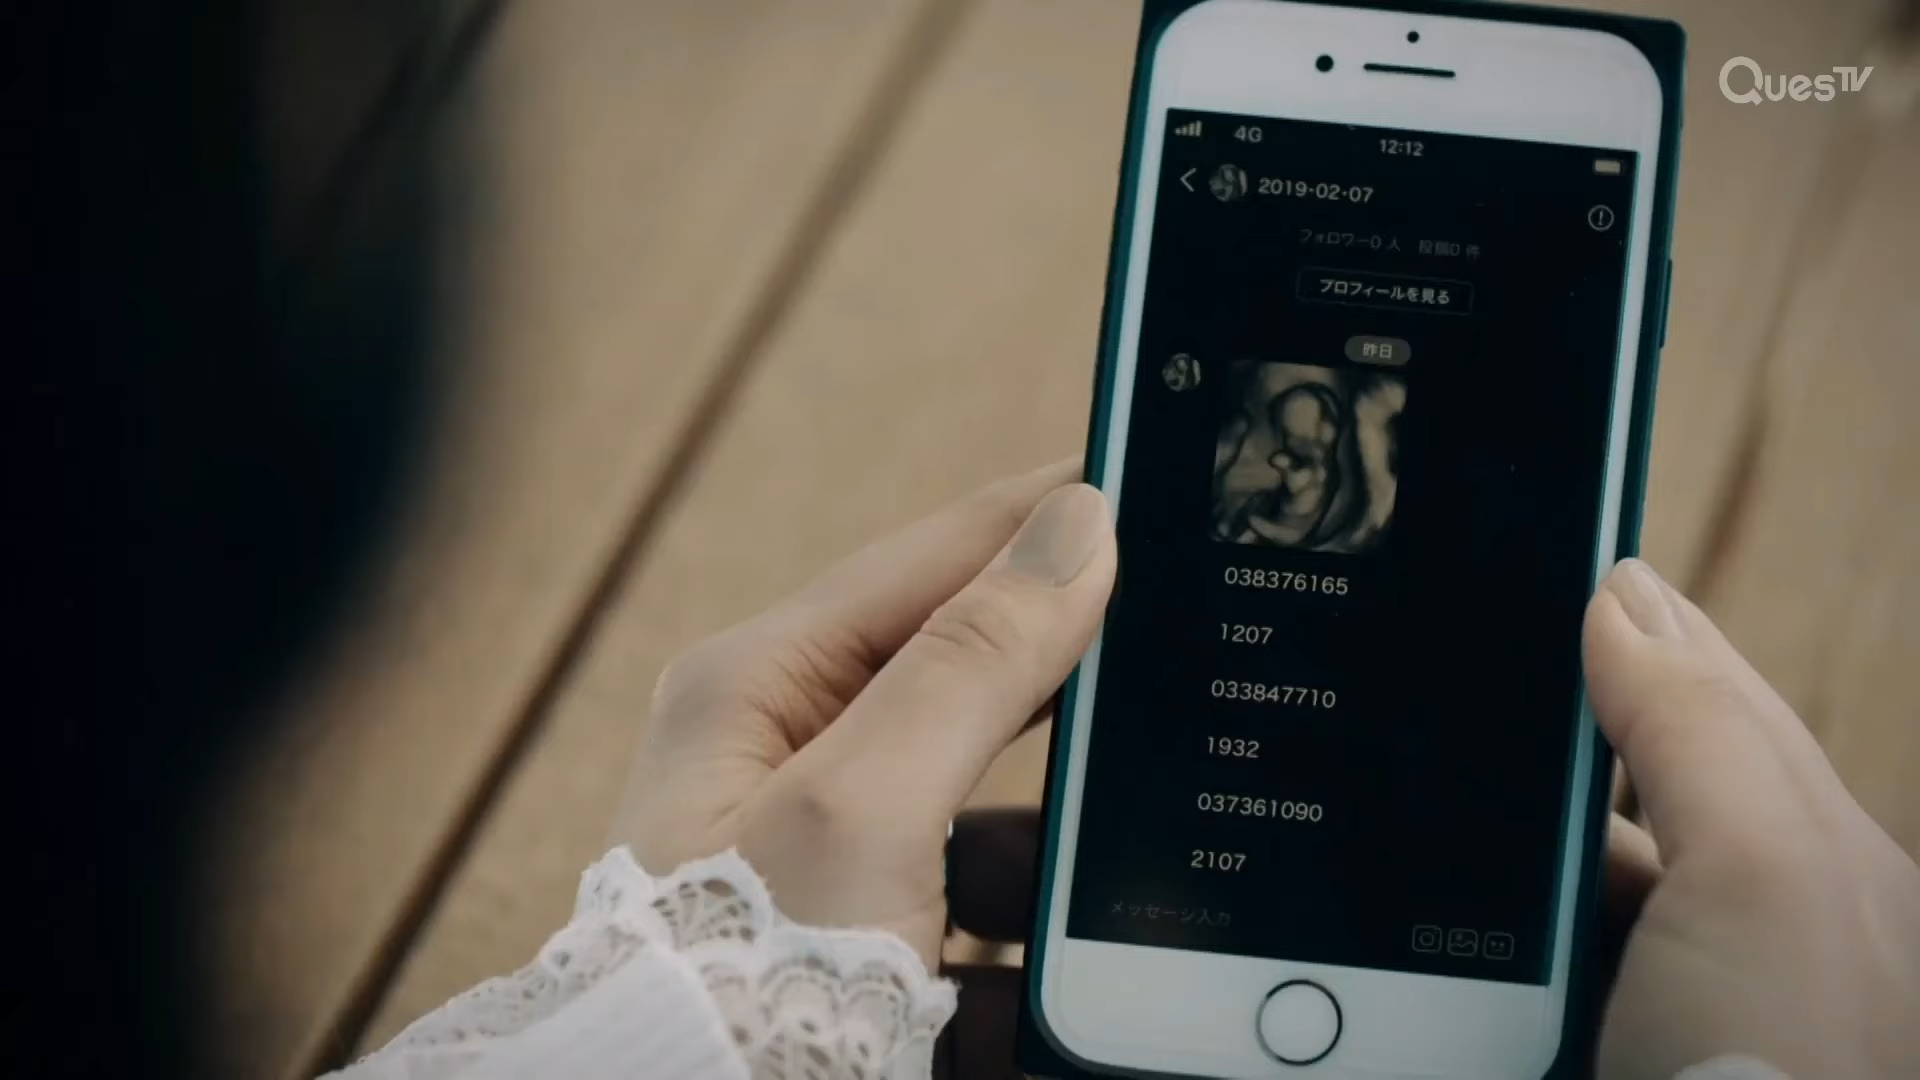 QuesTV
4G
12:12
2019-02-07
フォロワー0人 投稿0件
プロフィールを見る
昨日
038376165
1207
033847710
1932
037361090
2107
メッセージ入力